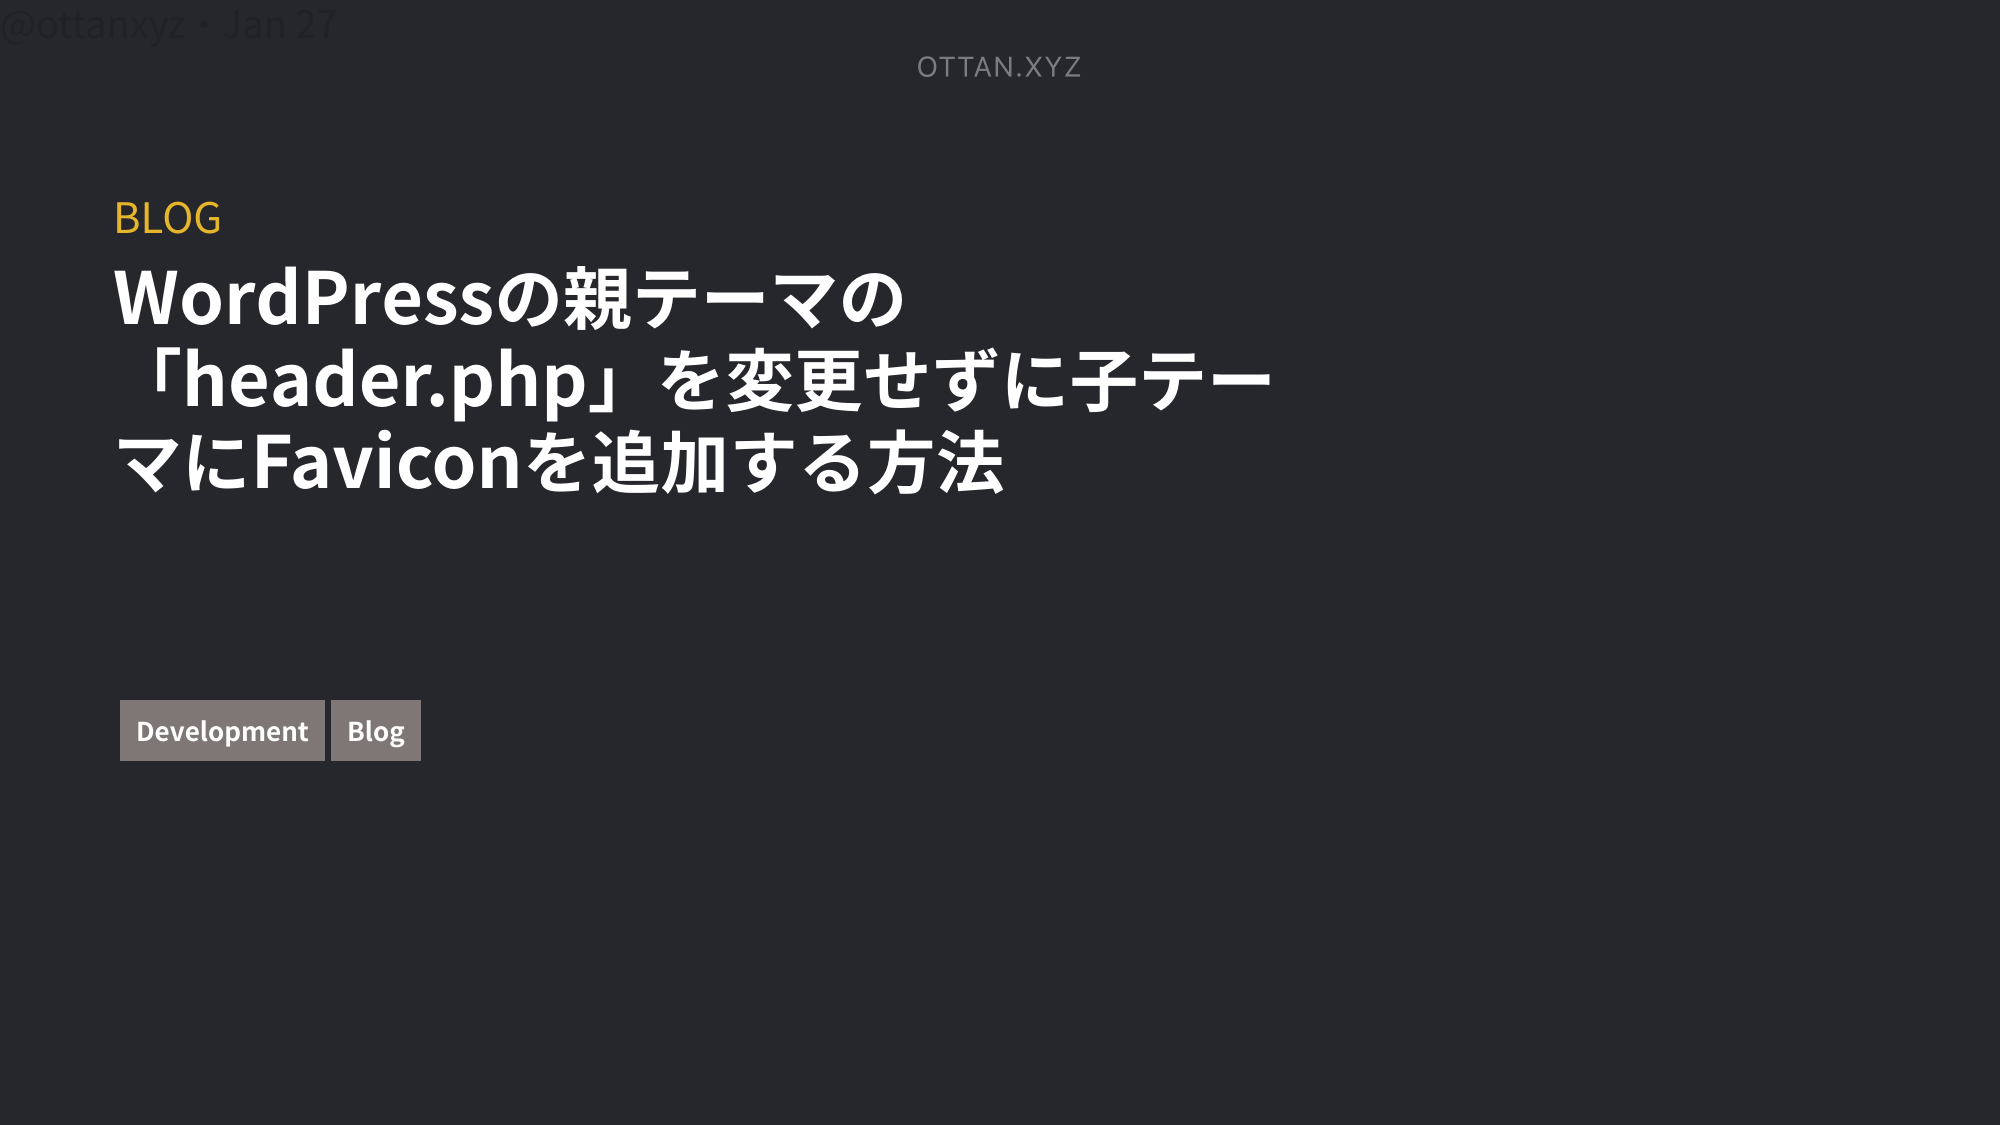 @ottanxyz・Jan 27
OTTAN.XYZ
BLOG
WordPressの親テーマの
「header.php」を変更せずに子テー
マにFaviconを追加する方法
Development Blog